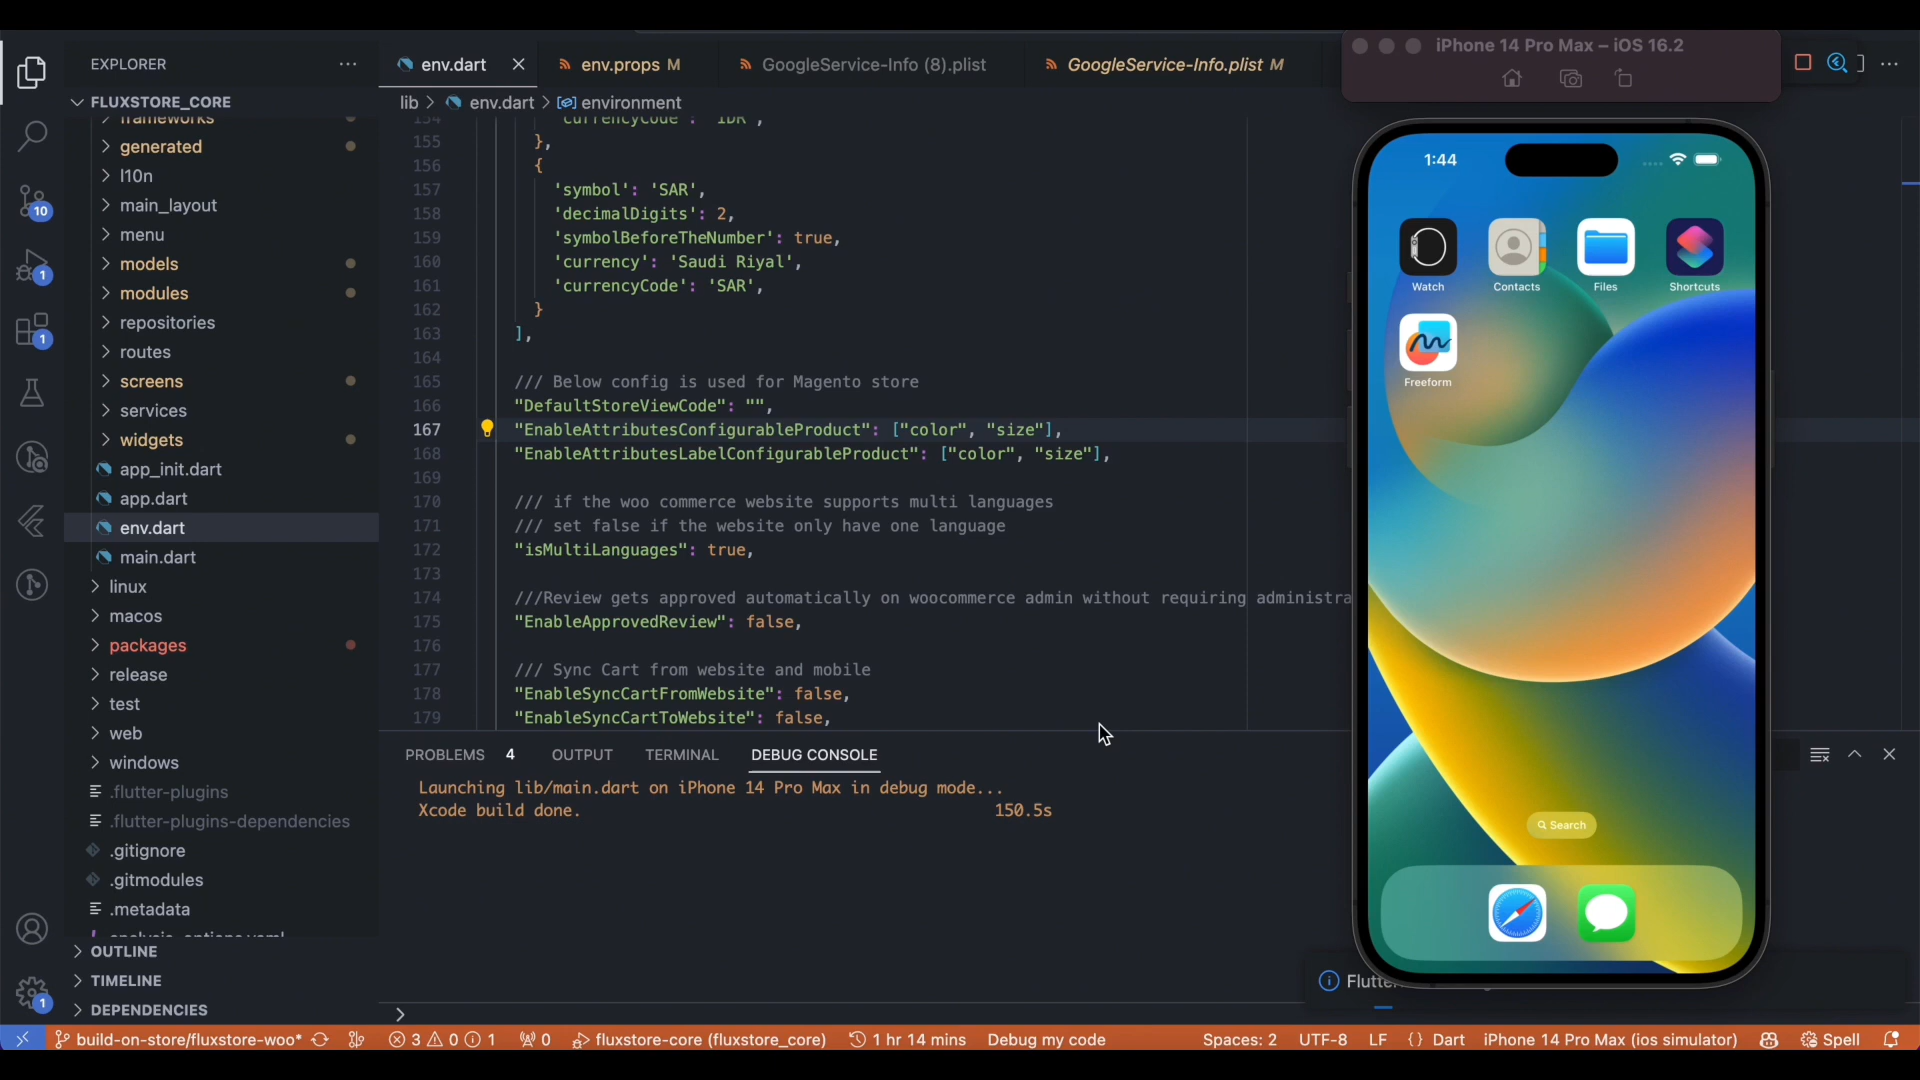 EXPLORER
FLUXSTORE_CORE
frameworks
generated
l10n
main_layout
menu
models
modules
repositories
routes
screens
services
widgets
app_init.dart
app.dart
env.dart
main.dart
linux
macos
packages
release
test
web
windows
.flutter-plugins
.flutter-plugins-dependencies
.gitignore
.gitmodules
.metadata
analysis_options.yaml
OUTLINE
TIMELINE
DEPENDENCIES
10
1
1
1
env.dart
env.props M
GoogleService-Info (8).plist
GoogleService-Info.plist M
lib > env.dart > environment
154 'currencyCode': 'IDR',
155 },
156 {
157 'symbol': 'SAR',
158 'decimalDigits': 2,
159 'symbolBeforeTheNumber': true,
160 'currency': 'Saudi Riyal',
161 'currencyCode': 'SAR',
162 }
163 ],
164
165 /// Below config is used for Magento store
166 "DefaultStoreViewCode": "",
167 "EnableAttributesConfigurableProduct": ["color", "size"],
168 "EnableAttributesLabelConfigurableProduct": ["color", "size"],
169
170 /// if the woo commerce website supports multi languages
171 /// set false if the website only have one language
172 "isMultiLanguages": true,
173
174 ///Review gets approved automatically on woocommerce admin without requiring administra
175 "EnableApprovedReview": false,
176
177 /// Sync Cart from website and mobile
178 "EnableSyncCartFromWebsite": false,
179 "EnableSyncCartToWebsite": false,
PROBLEMS 4 OUTPUT TERMINAL DEBUG CONSOLE
Launching lib/main.dart on iPhone 14 Pro Max in debug mode...
Xcode build done. 150.5s
iPhone 14 Pro Max – iOS 16.2
1:44
Watch
Contacts
Files
Shortcuts
Freeform
Search
Flutte
build-on-store/fluxstore-woo* 3 0 1 0 fluxstore-core (fluxstore_core) 1 hr 14 mins Debug my code Spaces: 2 UTF-8 LF {} Dart iPhone 14 Pro Max (ios simulator) Spell